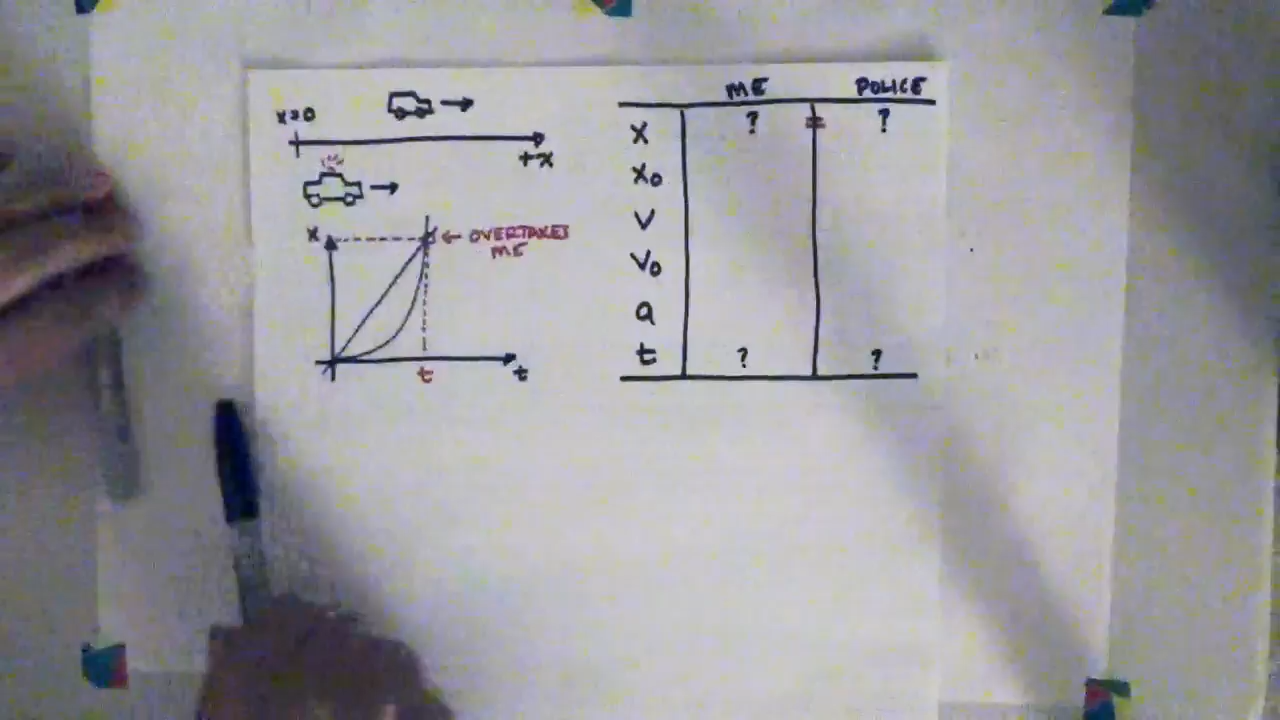 x=0
+x
x
← OVERTAKES
ME
t
t
ME POLICE
x ? = ?
x₀
v
v₀
a
t ? ?